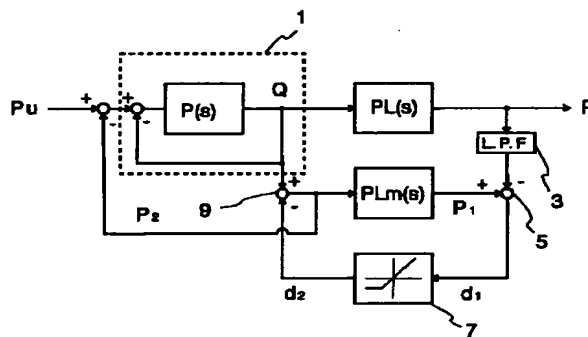 1
Pu
+
-
+
-
P(s)
Q
PL(s)
P
L.P.F
3
9
+
-
P2
PLm(s)
P1
+
-
5
d2
d1
7